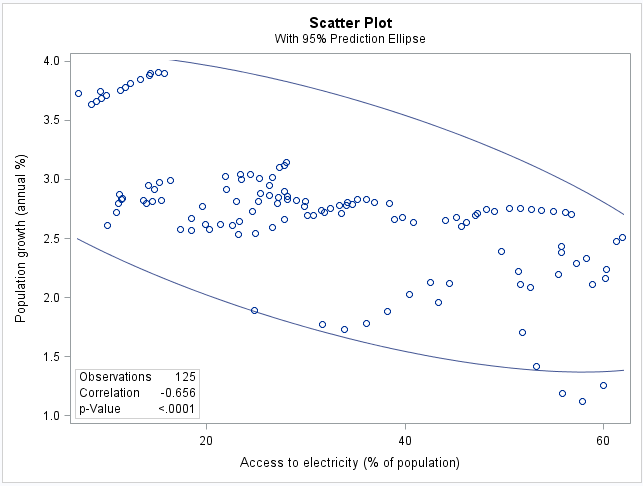 Scatter Plot
With 95% Prediction Ellipse
4.0
3.5
3.0
2.5
2.0
1.5
1.0
Population growth (annual %)
Observations 125
Correlation -0.656
p-Value <.0001
20 40 60
Access to electricity (% of population)